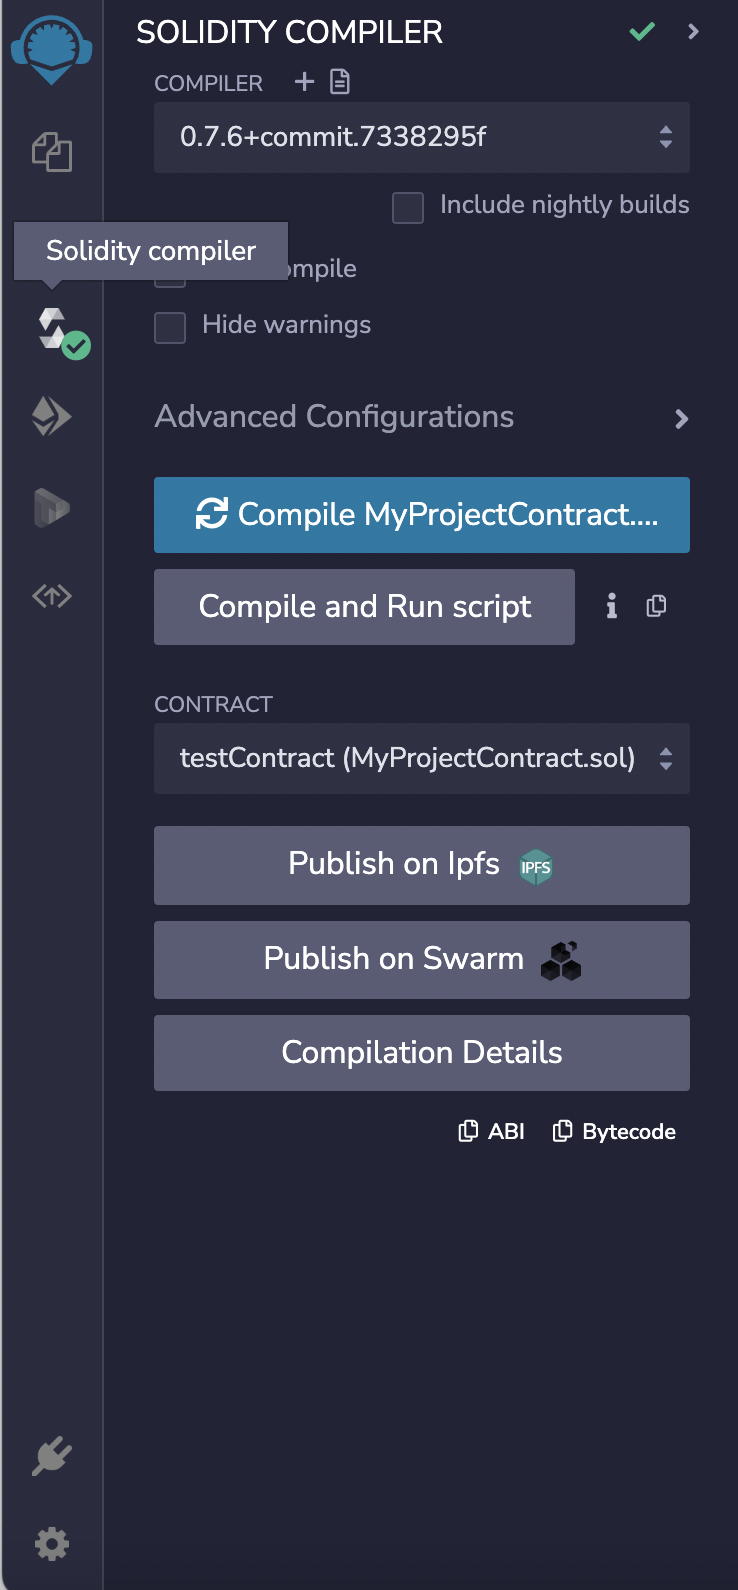 SOLIDITY COMPILER
COMPILER
0.7.6+commit.7338295f
Include nightly builds
Solidity compiler
ompile
Hide warnings
Advanced Configurations
Compile MyProjectContract....
Compile and Run script
CONTRACT
testContract (MyProjectContract.sol)
Publish on Ipfs
IPFS
Publish on Swarm
Compilation Details
ABI Bytecode